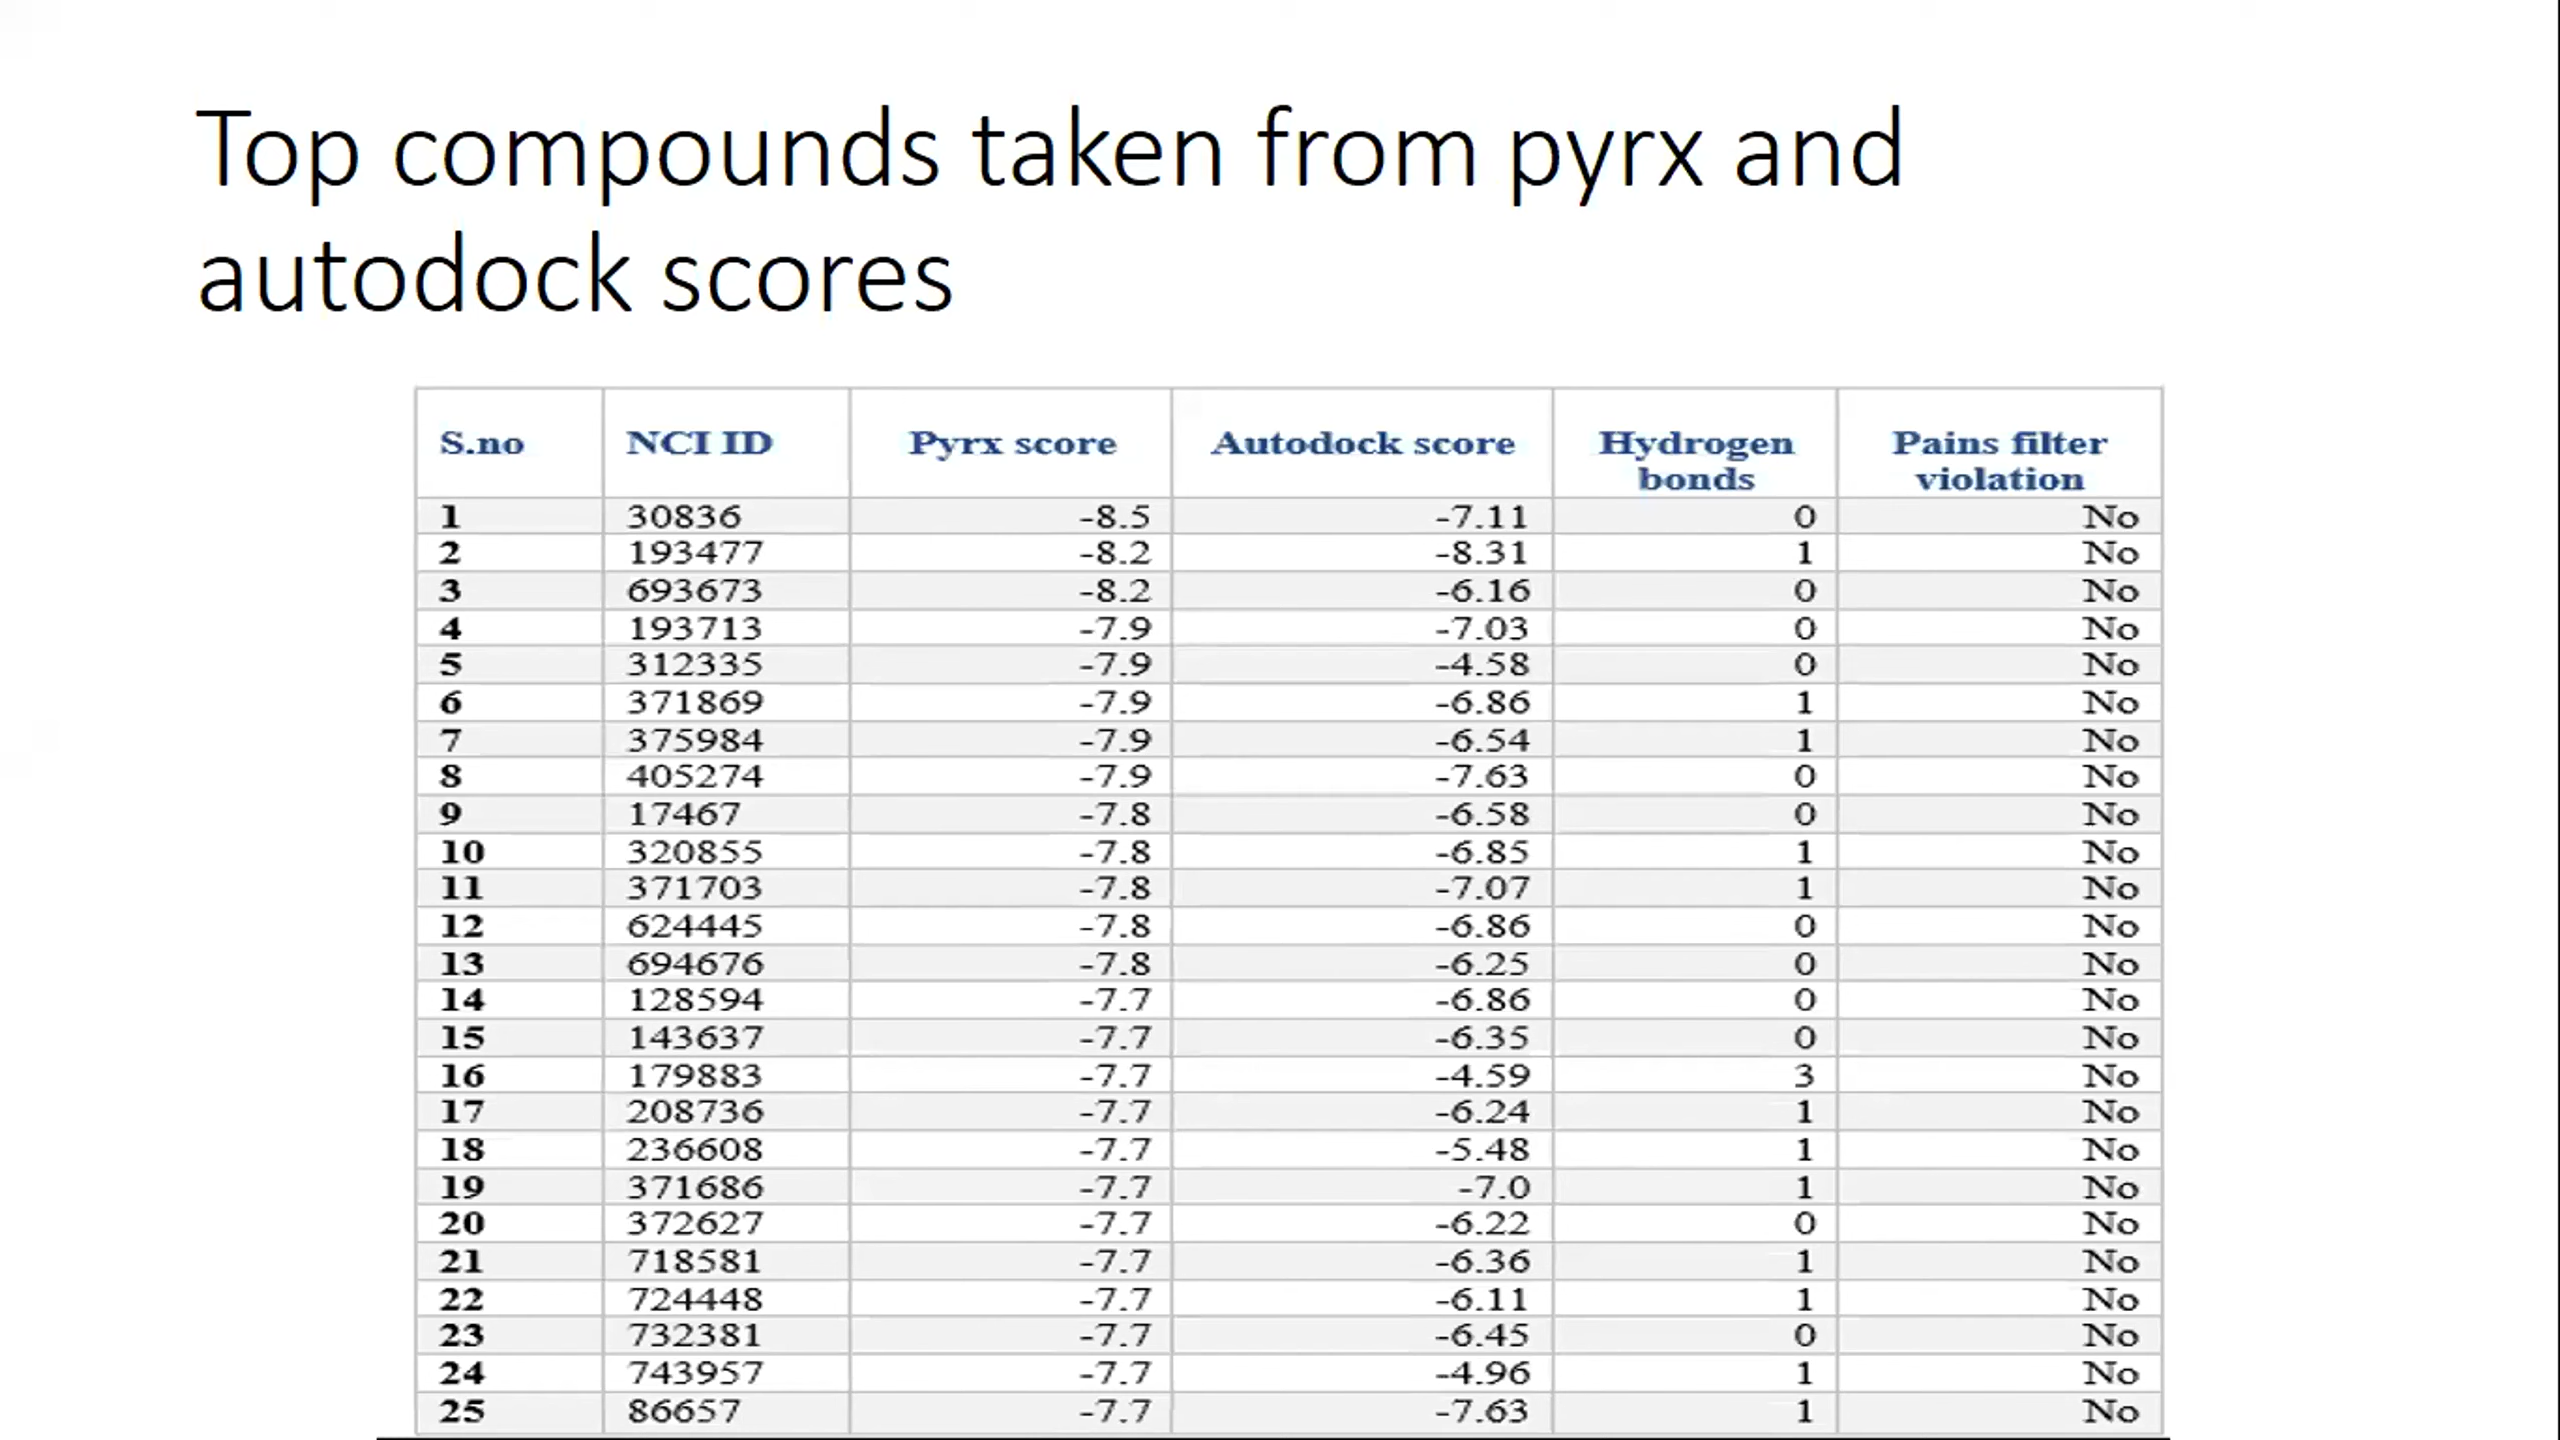 Top compounds taken from pyrx and
autodock scores
S.no NCI ID Pyrx score Autodock score Hydrogen bonds Pains filter violation
1 30836 -8.5 -7.11 0 No
2 193477 -8.2 -8.31 1 No
3 693673 -8.2 -6.16 0 No
4 193713 -7.9 -7.03 0 No
5 312335 -7.9 -4.58 0 No
6 371869 -7.9 -6.86 1 No
7 375984 -7.9 -6.54 1 No
8 405274 -7.9 -7.63 0 No
9 17467 -7.8 -6.58 0 No
10 320855 -7.8 -6.85 1 No
11 371703 -7.8 -7.07 1 No
12 624445 -7.8 -6.86 0 No
13 694676 -7.8 -6.25 0 No
14 128594 -7.7 -6.86 0 No
15 143637 -7.7 -6.35 0 No
16 179883 -7.7 -4.59 3 No
17 208736 -7.7 -6.24 1 No
18 236608 -7.7 -5.48 1 No
19 371686 -7.7 -7.0 1 No
20 372627 -7.7 -6.22 0 No
21 718581 -7.7 -6.36 1 No
22 724448 -7.7 -6.11 1 No
23 732381 -7.7 -6.45 0 No
24 743957 -7.7 -4.96 1 No
25 86657 -7.7 -7.63 1 No